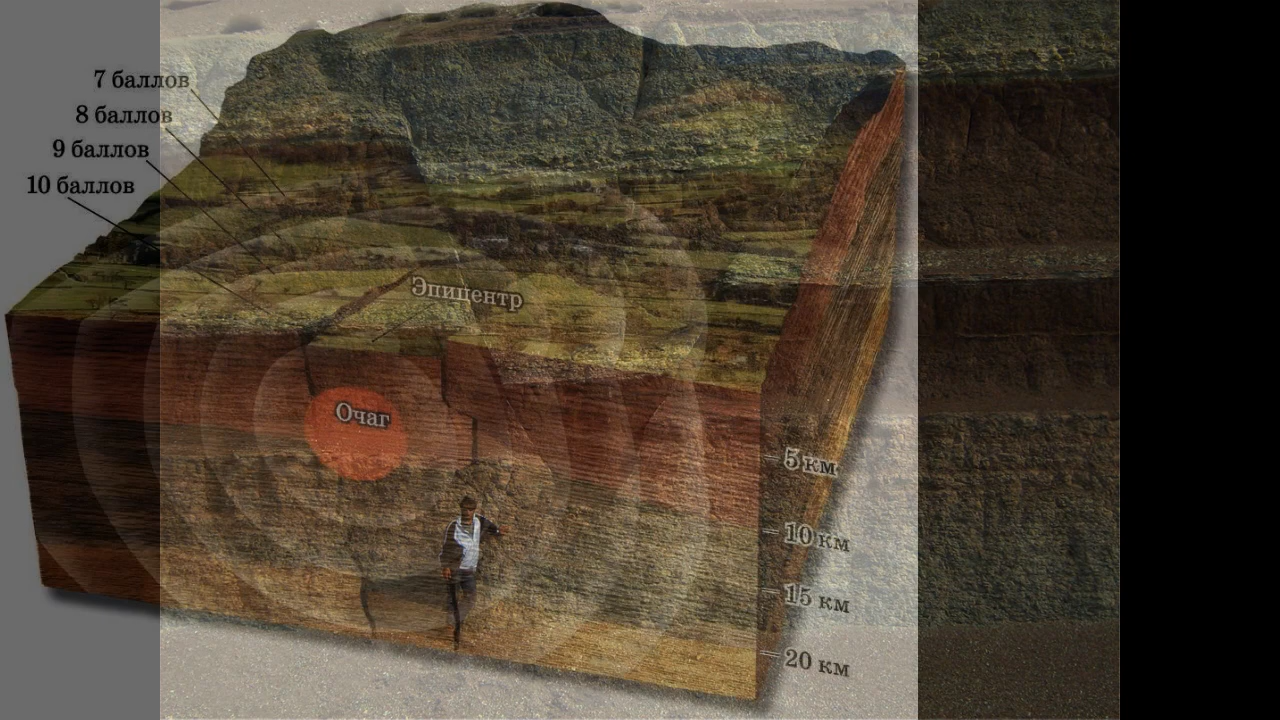 7 баллов
8 баллов
9 баллов
10 баллов
Эпицентр
Очаг
5 км
10 км
15 км
20 км